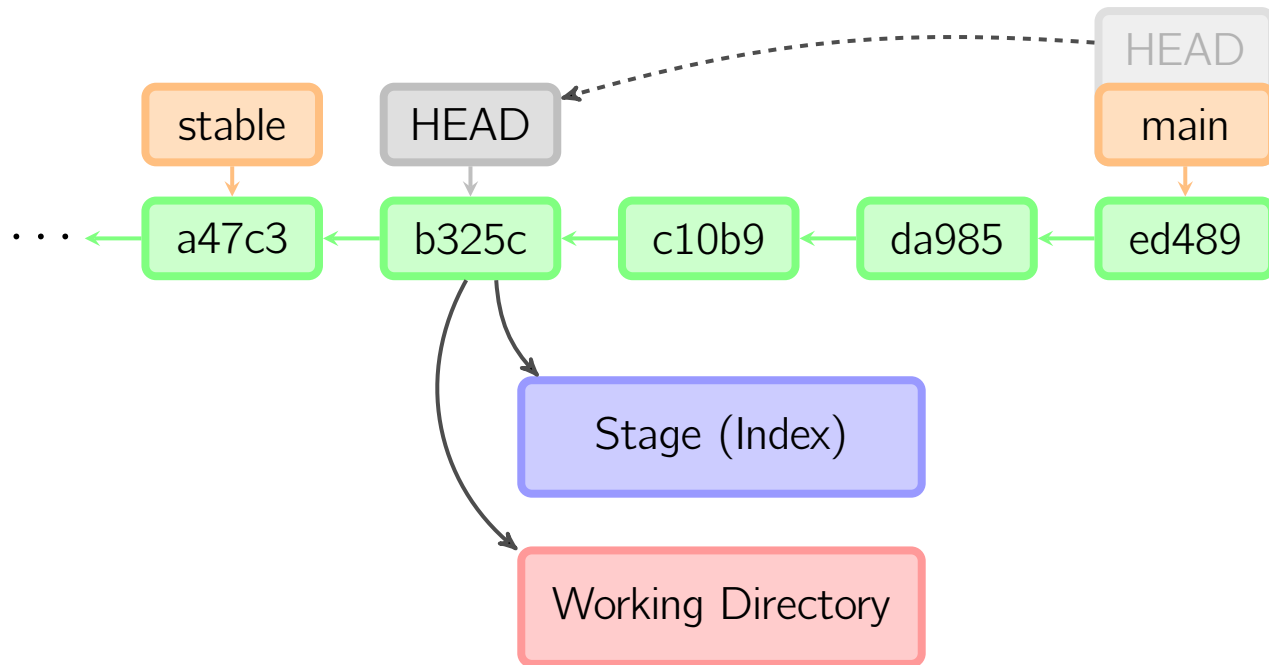 HEAD
stable
HEAD
main
...
a47c3
b325c
c10b9
da985
ed489
Stage (Index)
Working Directory